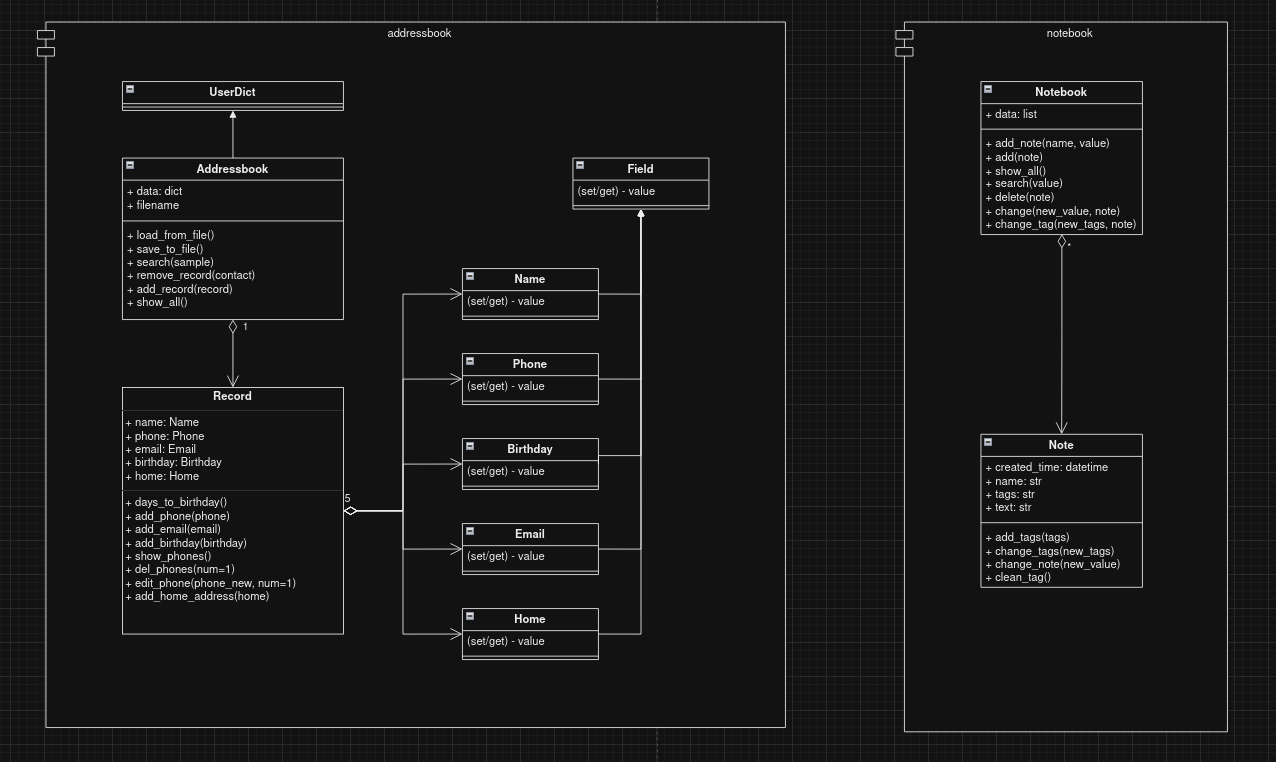 addressbook
UserDict
Addressbook
+ data: dict
+ filename
+ load_from_file()
+ save_to_file()
+ search(sample)
+ remove_record(contact)
+ add_record(record)
+ show_all()
1
Record
+ name: Name
+ phone: Phone
+ email: Email
+ birthday: Birthday
+ home: Home
+ days_to_birthday()
+ add_phone(phone)
+ add_email(email)
+ add_birthday(birthday)
+ show_phones()
+ del_phones(num=1)
+ edit_phone(phone_new, num=1)
+ add_home_address(home)
5
Field
(set/get) - value
Name
(set/get) - value
Phone
(set/get) - value
Birthday
(set/get) - value
Email
(set/get) - value
Home
(set/get) - value
notebook
Notebook
+ data: list
+ add_note(name, value)
+ add(note)
+ show_all()
+ search(value)
+ delete(note)
+ change(new_value, note)
+ change_tag(new_tags, note)
*
Note
+ created_time: datetime
+ name: str
+ tags: str
+ text: str
+ add_tags(tags)
+ change_tags(new_tags)
+ change_note(new_value)
+ clean_tag()